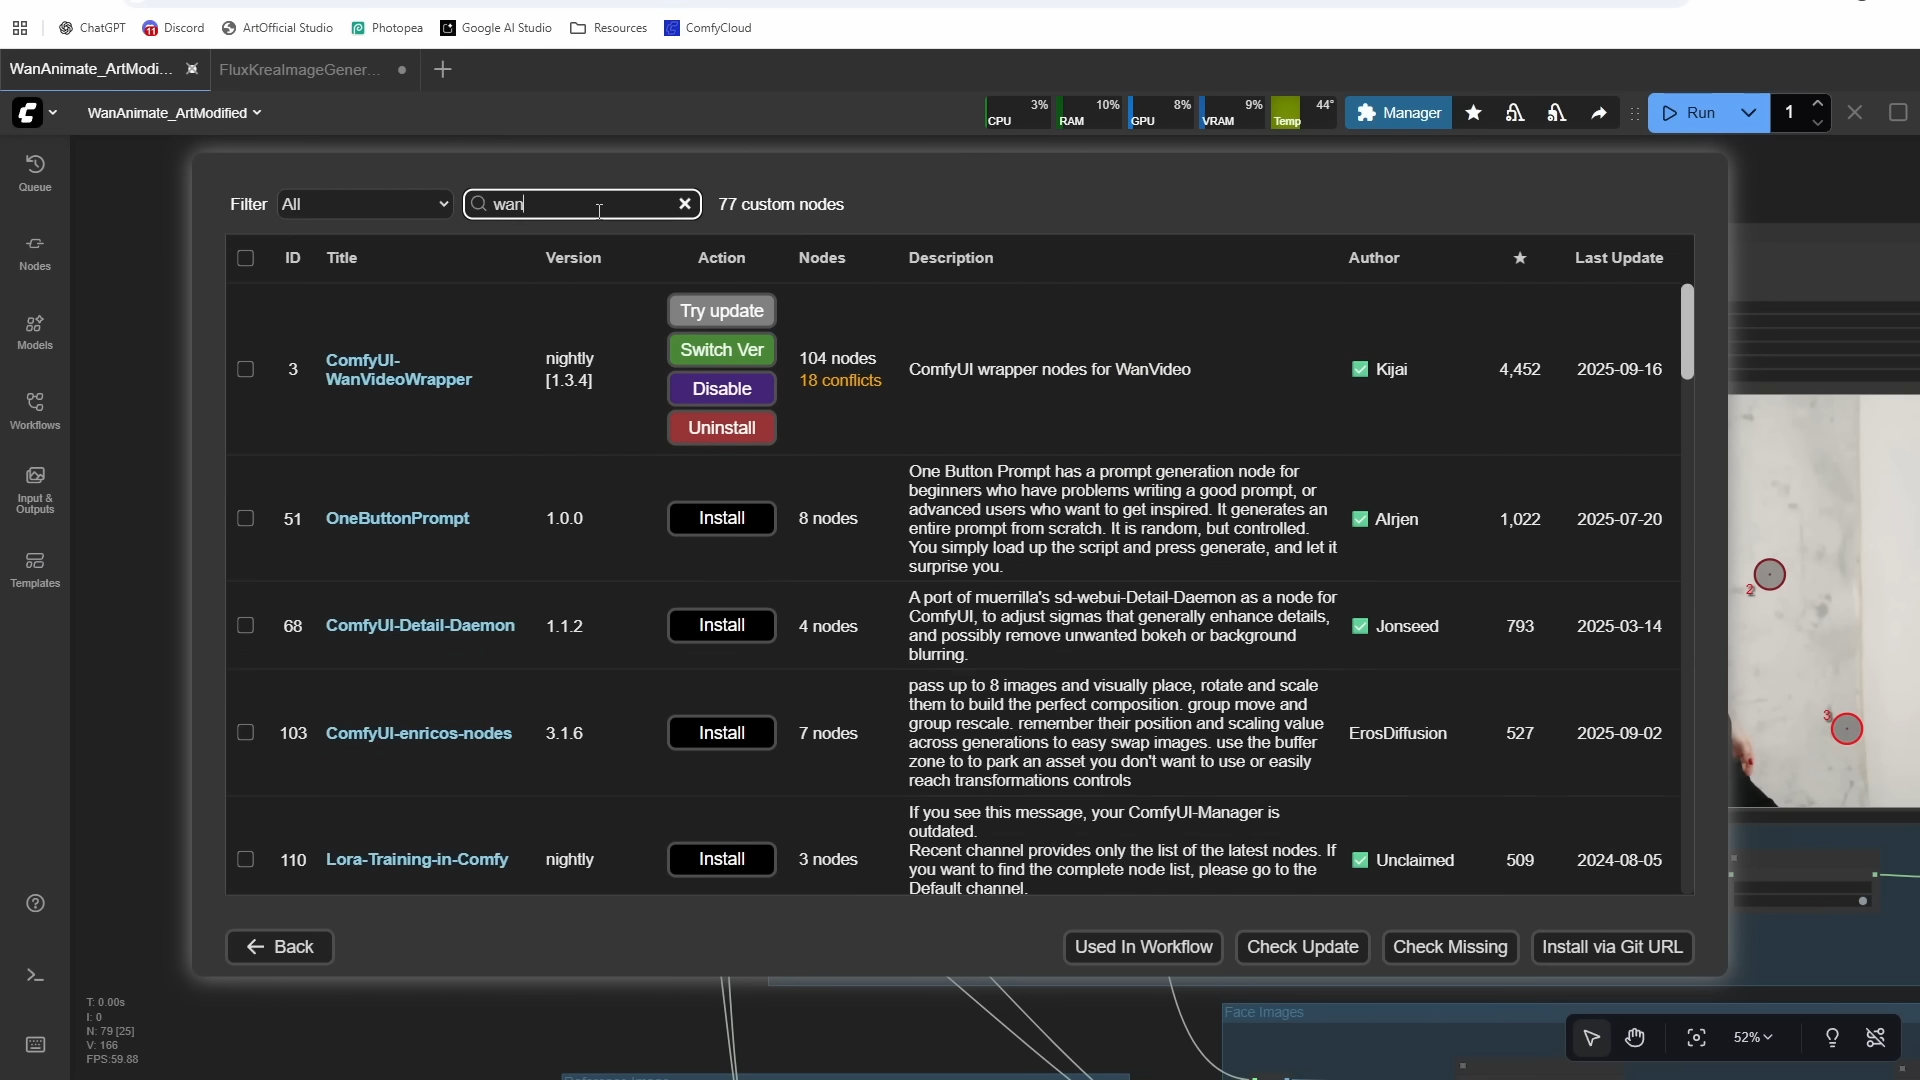 ChatGPT
Discord
ArtOfficial Studio
Photopea
Google AI Studio
Resources
ComfyCloud
WanAnimate_ArtModi...
FluxKreaImageGener...
WanAnimate_ArtModified
CPU 3%
RAM 10%
GPU 8%
VRAM 9%
Temp 44°
Manager
Run
1
Queue
Nodes
Models
Workflows
Input &
Outputs
Templates
Filter
All
wan
77 custom nodes
ID Title Version Action Nodes Description Author ★ Last Update
3
ComfyUI-
WanVideoWrapper
nightly
[1.3.4]
Try update
Switch Ver
Disable
Uninstall
104 nodes
18 conflicts
ComfyUI wrapper nodes for WanVideo
Kijai
4,452
2025-09-16
51
OneButtonPrompt
1.0.0
Install
8 nodes
One Button Prompt has a prompt generation node for
beginners who have problems writing a good prompt, or
advanced users who want to get inspired. It generates an
entire prompt from scratch. It is random, but controlled.
You simply load up the script and press generate, and let it
surprise you.
AIrjen
1,022
2025-07-20
68
ComfyUI-Detail-Daemon
1.1.2
Install
4 nodes
A port of muerrilla's sd-webui-Detail-Daemon as a node for
ComfyUI, to adjust sigmas that generally enhance details,
and possibly remove unwanted bokeh or background
blurring.
Jonseed
793
2025-03-14
103
ComfyUI-enricos-nodes
3.1.6
Install
7 nodes
pass up to 8 images and visually place, rotate and scale
them to build the perfect composition. group move and
group rescale. remember their position and scaling value
across generations to easy swap images. use the buffer
zone to to park an asset you don't want to use or easily
reach transformations controls
ErosDiffusion
527
2025-09-02
110
Lora-Training-in-Comfy
nightly
Install
3 nodes
If you see this message, your ComfyUI-Manager is
outdated.
Recent channel provides only the list of the latest nodes. If
you want to find the complete node list, please go to the
Default channel.
Unclaimed
509
2024-08-05
Back
Used In Workflow
Check Update
Check Missing
Install via Git URL
2
3
T: 0.00s
I: 0
N: 79 [25]
V: 166
FPS:59.88
Face Images
Reference Image
52%